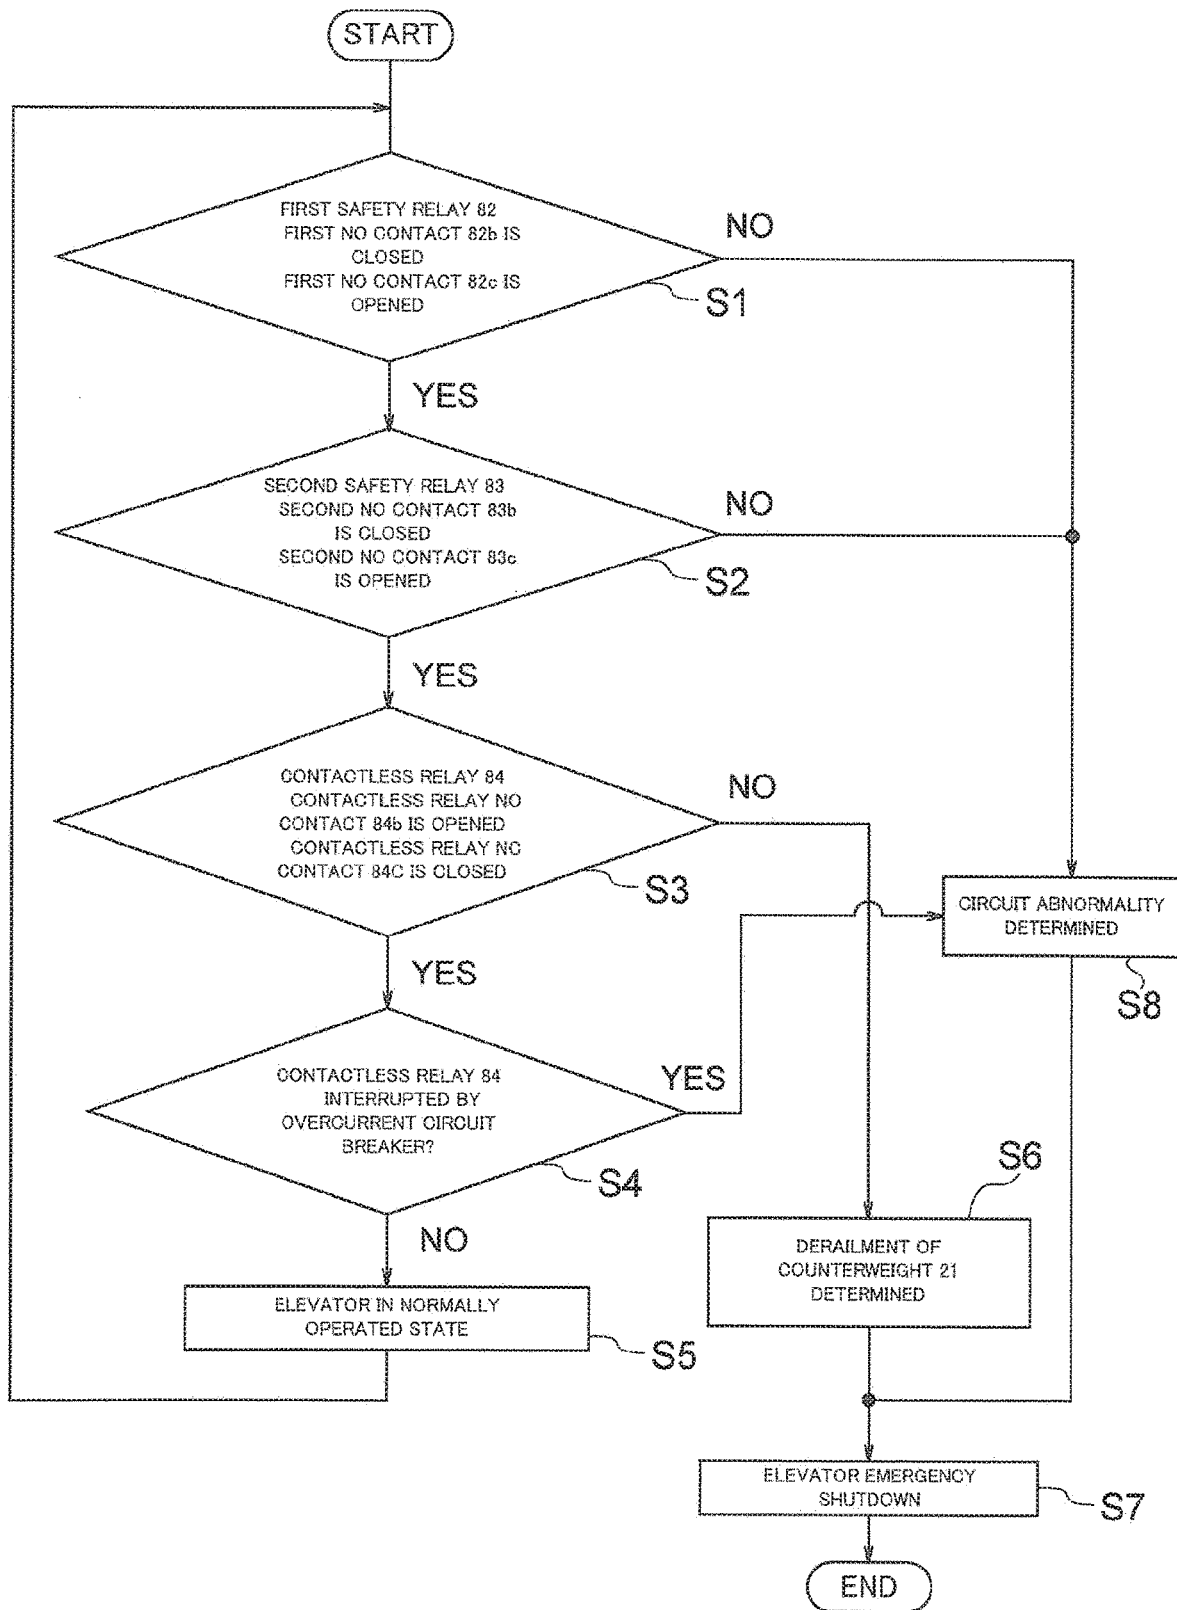 START
FIRST SAFETY RELAY 82
FIRST NO CONTACT 82b IS
CLOSED
FIRST NO CONTACT 82c IS
OPENED
NO
S1
YES
SECOND SAFETY RELAY 83
SECOND NO CONTACT 83b
IS CLOSED
SECOND NO CONTACT 83c
IS OPENED
NO
S2
YES
CONTACTLESS RELAY 84
CONTACTLESS RELAY NO
CONTACT 84b IS OPENED
CONTACTLESS RELAY NC
CONTACT 84C IS CLOSED
NO
S3
CIRCUIT ABNORMALITY
DETERMINED
S8
YES
CONTACTLESS RELAY 84
INTERRUPTED BY
OVERCURRENT CIRCUIT
BREAKER?
YES
S4
NO
S6
DERAILMENT OF
COUNTERWEIGHT 21
DETERMINED
ELEVATOR IN NORMALLY
OPERATED STATE
S5
ELEVATOR EMERGENCY
SHUTDOWN
S7
END